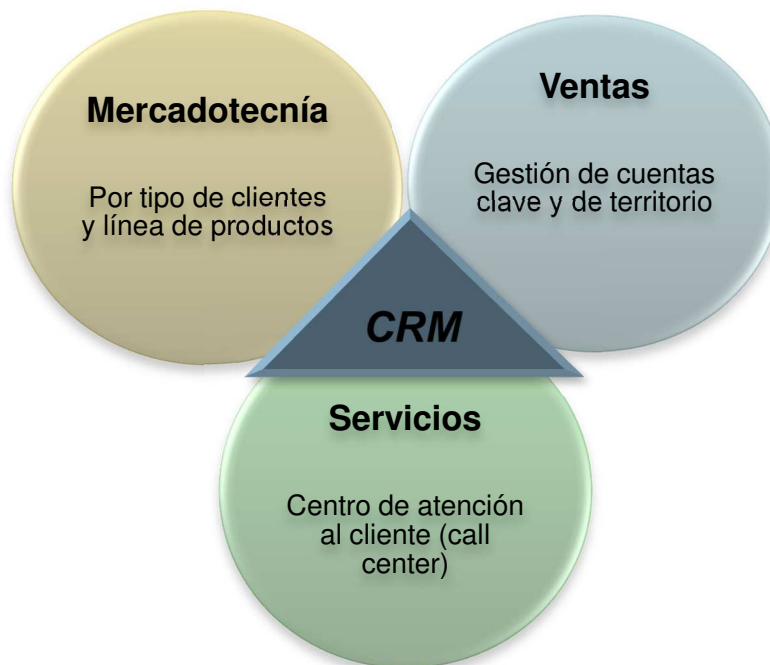 Mercadotecnía
Por tipo de clientes
y línea de productos
Ventas
Gestión de cuentas
clave y de territorio
CRM
Servicios
Centro de atención
al cliente (call
center)